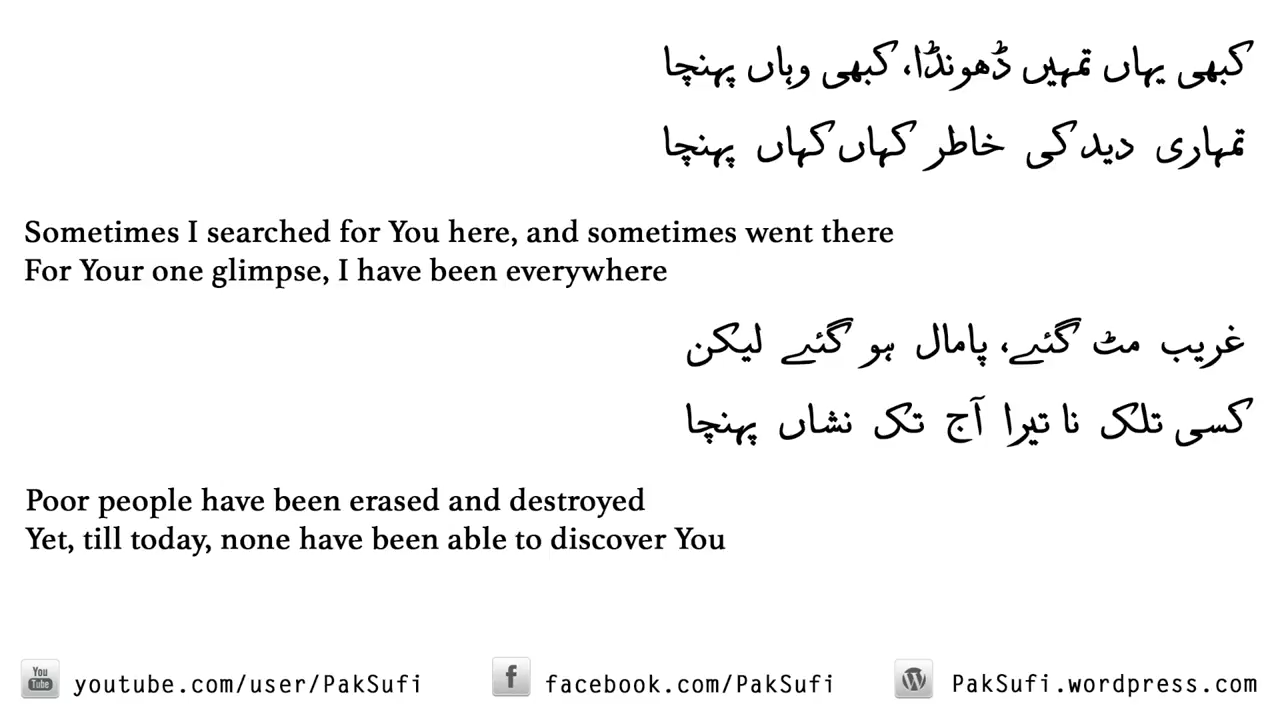 کبھی یہاں تمہیں ڈھونڈا، کبھی وہاں پہنچا
تمہاری دید کی خاطر کہاں کہاں پہنچا
Sometimes I searched for You here, and sometimes went there
For Your one glimpse, I have been everywhere
غریب مٹ گئے، پامال ہو گئے لیکن
کسی تلک نا تیرا آج تک نشاں پہنچا
Poor people have been erased and destroyed
Yet, till today, none have been able to discover You
You Tube youtube.com/user/PakSufi f facebook.com/PakSufi W PakSufi.wordpress.com